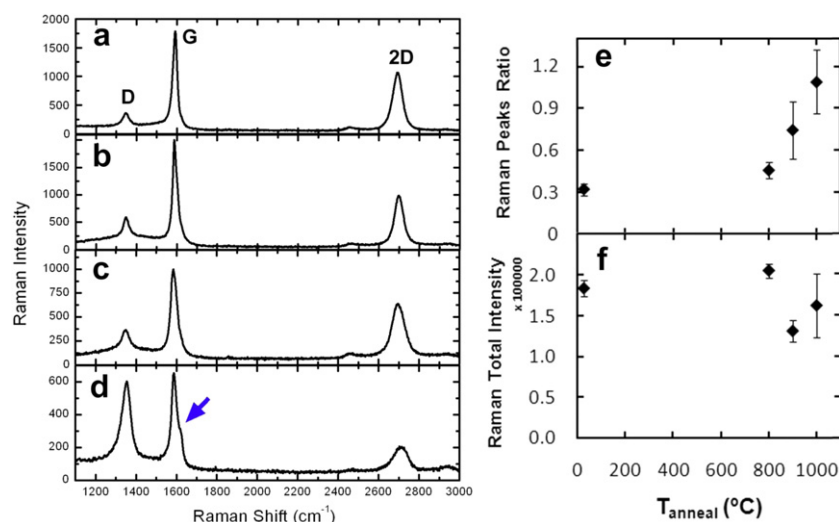 a
G
D
2D
2000
1500
1000
500
0
b
1500
1000
500
0
c
1000
750
500
250
0
d
600
400
200
0
1200 1400 1600 1800 2000 2200 2400 2600 2800 3000
Raman Shift (cm-1)
Raman Intensity
e
1.2
0.9
0.6
0.3
0
Raman Peaks Ratio
f
2.0
1.5
1.0
0.5
0.0
Raman Total Intensity
x 100000
0 200 400 600 800 1000
Tanneal (ºC)